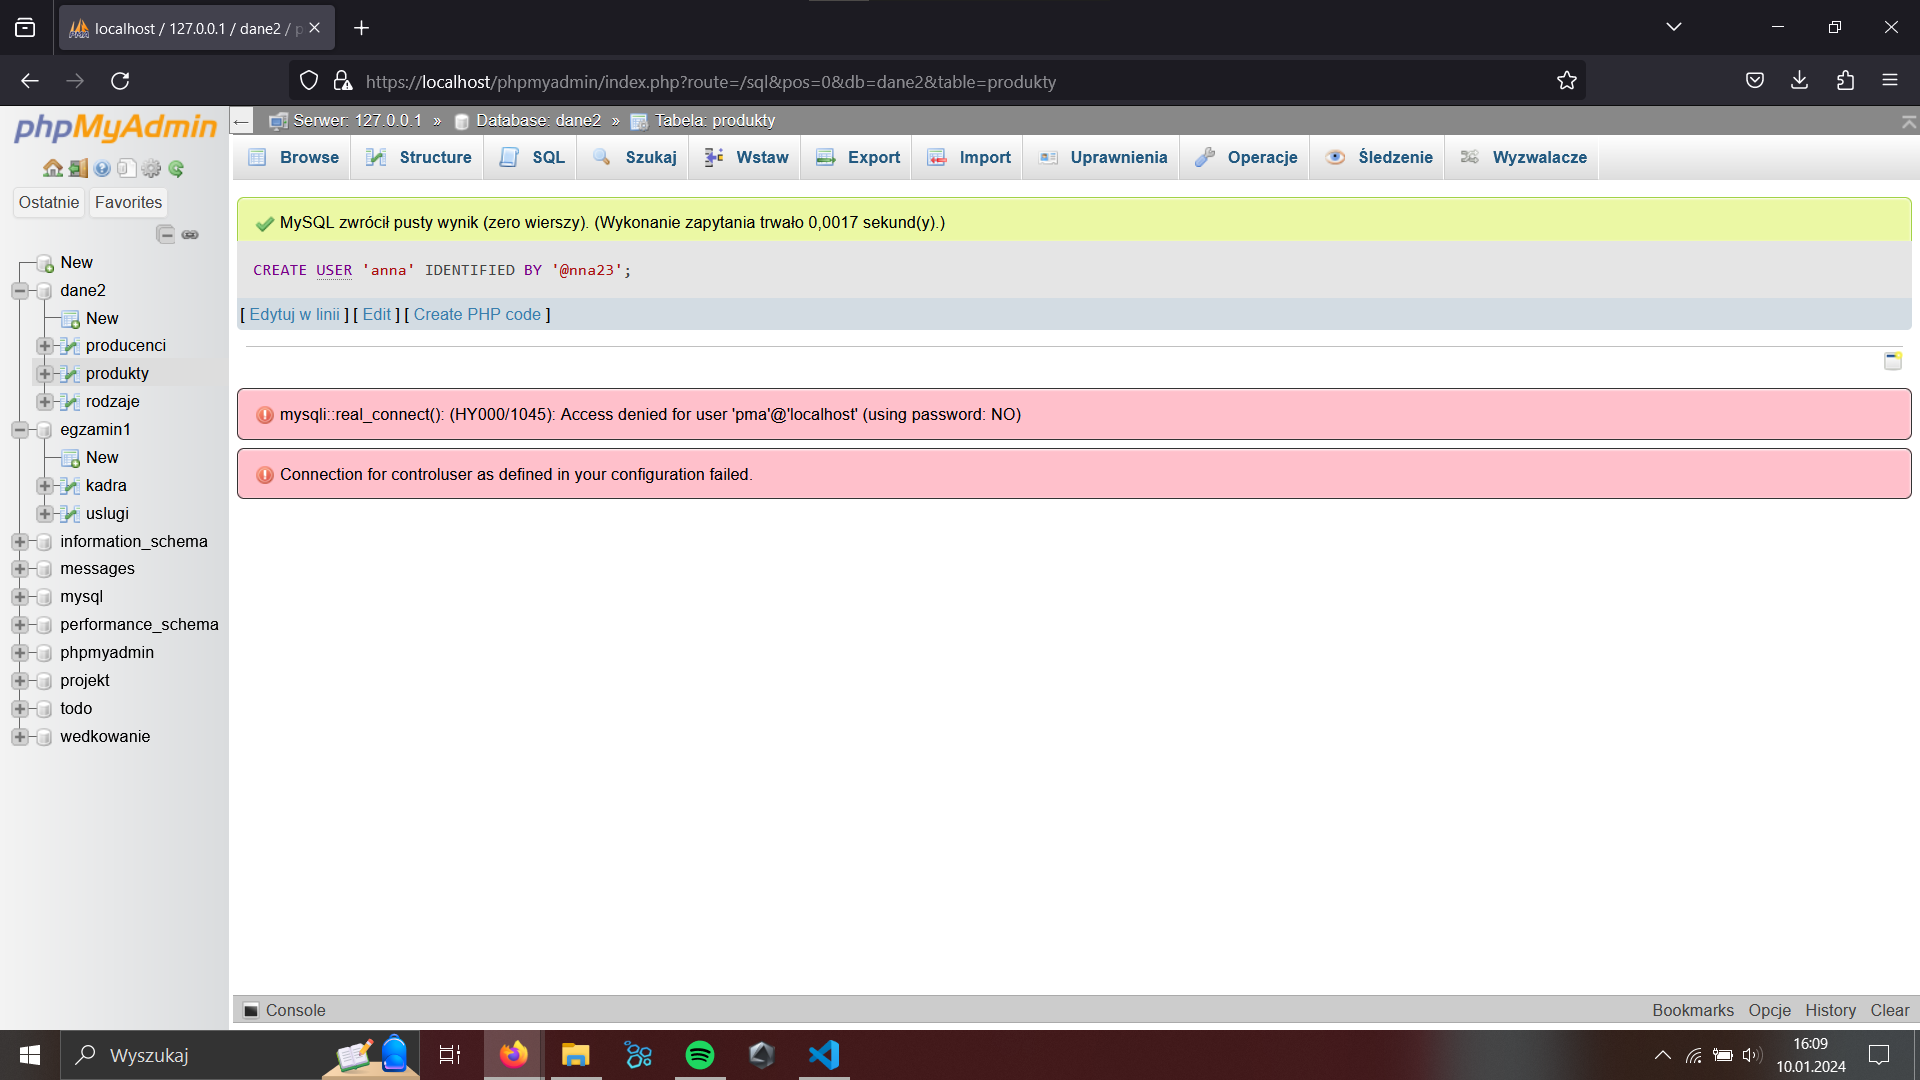 localhost / 127.0.0.1 / dane2 / p
https://localhost/phpmyadmin/index.php?route=/sql&pos=0&db=dane2&table=produkty
phpMyAdmin
Ostatnie Favorites
New
dane2
New
producenci
produkty
rodzaje
egzamin1
New
kadra
uslugi
information_schema
messages
mysql
performance_schema
phpmyadmin
projekt
todo
wedkowanie
Serwer: 127.0.0.1 » Database: dane2 » Tabela: produkty
Browse Structure SQL Szukaj Wstaw Export Import Uprawnienia Operacje Śledzenie Wyzwalacze
MySQL zwrócił pusty wynik (zero wierszy). (Wykonanie zapytania trwało 0,0017 sekund(y).)
CREATE USER 'anna' IDENTIFIED BY '@nna23';
[ Edytuj w linii ] [ Edit ] [ Create PHP code ]
mysqli::real_connect(): (HY000/1045): Access denied for user 'pma'@'localhost' (using password: NO)
Connection for controluser as defined in your configuration failed.
Console Bookmarks Opcje History Clear
Wyszukaj
16:09
10.01.2024